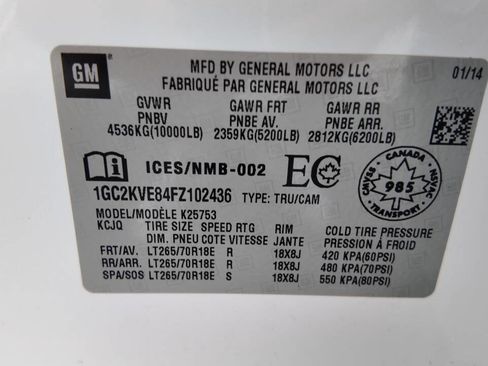 GM
MFD BY GENERAL MOTORS LLC
01/14
FABRIQUÉ PAR GENERAL MOTORS LLC
GVWR GAWR FRT GAWR RR
PNBV PNBE AV. PNBE ARR.
4536KG(10000LB) 2359KG(5200LB) 2812KG(6200LB)
ICES/NMB-002 EC
CANADA
CMVSS
985
NSVAC
TRANSPORT
1GC2KVE84FZ102436 TYPE: TRU/CAM
MODEL/MODÈLE K25753
KCJQ TIRE SIZE SPEED RTG RIM COLD TIRE PRESSURE
DIM. PNEU COTE VITESSE JANTE PRESSION À FROID
FRT/AV. LT265/70R18E R 18X8J 420 KPA(60PSI)
RR/ARR. LT265/70R18E R 18X8J 480 KPA(70PSI)
SPA/SOS LT265/70R18E S 18X8J 550 KPA(80PSI)